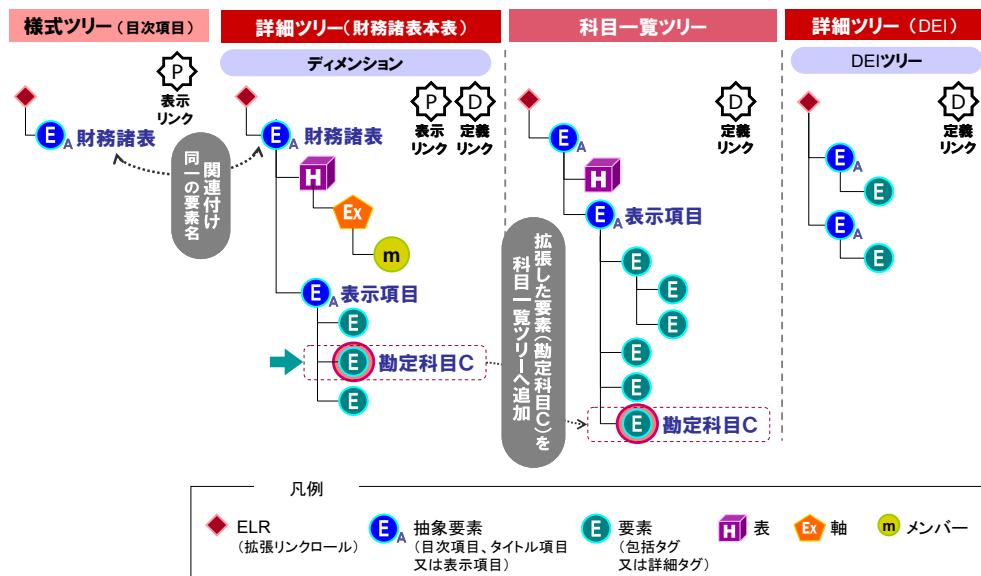 様式ツリー（目次項目）
P
表示
リンク
E
A
財務諸表
関連付け
同一の要素名
詳細ツリー（財務諸表本表）
ディメンション
P
表示
リンク
D
定義
リンク
E
A
財務諸表
H
Ex
m
E
A
表示項目
E
E
勘定科目C
E
拡張した要素（勘定科目C）を
科目一覧ツリーへ追加
科目一覧ツリー
D
定義
リンク
E
A
H
E
A
表示項目
E
E
E
E
E
E
勘定科目C
詳細ツリー（DEI）
DEIツリー
D
定義
リンク
E
A
E
E
A
E
凡例
ELR
（拡張リンクロール）
E
A
抽象要素
（目次項目、タイトル項目
又は表示項目）
E
要素
（包括タグ
又は詳細タグ）
H
表
Ex
軸
m
メンバー